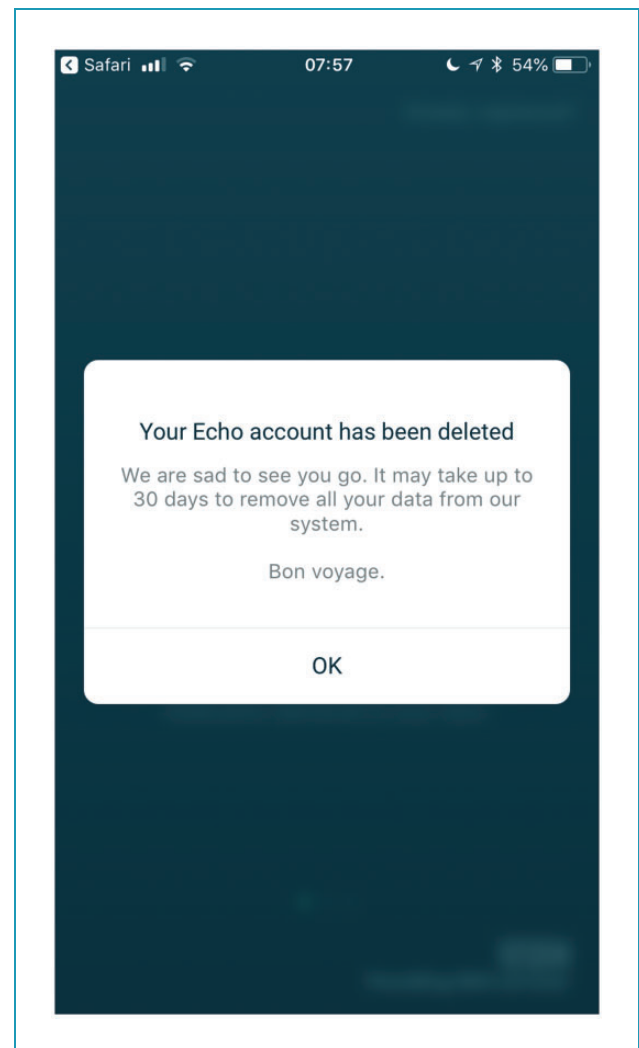 Safari 07:57 54%
Your Echo account has been deleted
We are sad to see you go. It may take up to
30 days to remove all your data from our
system.
Bon voyage.
OK